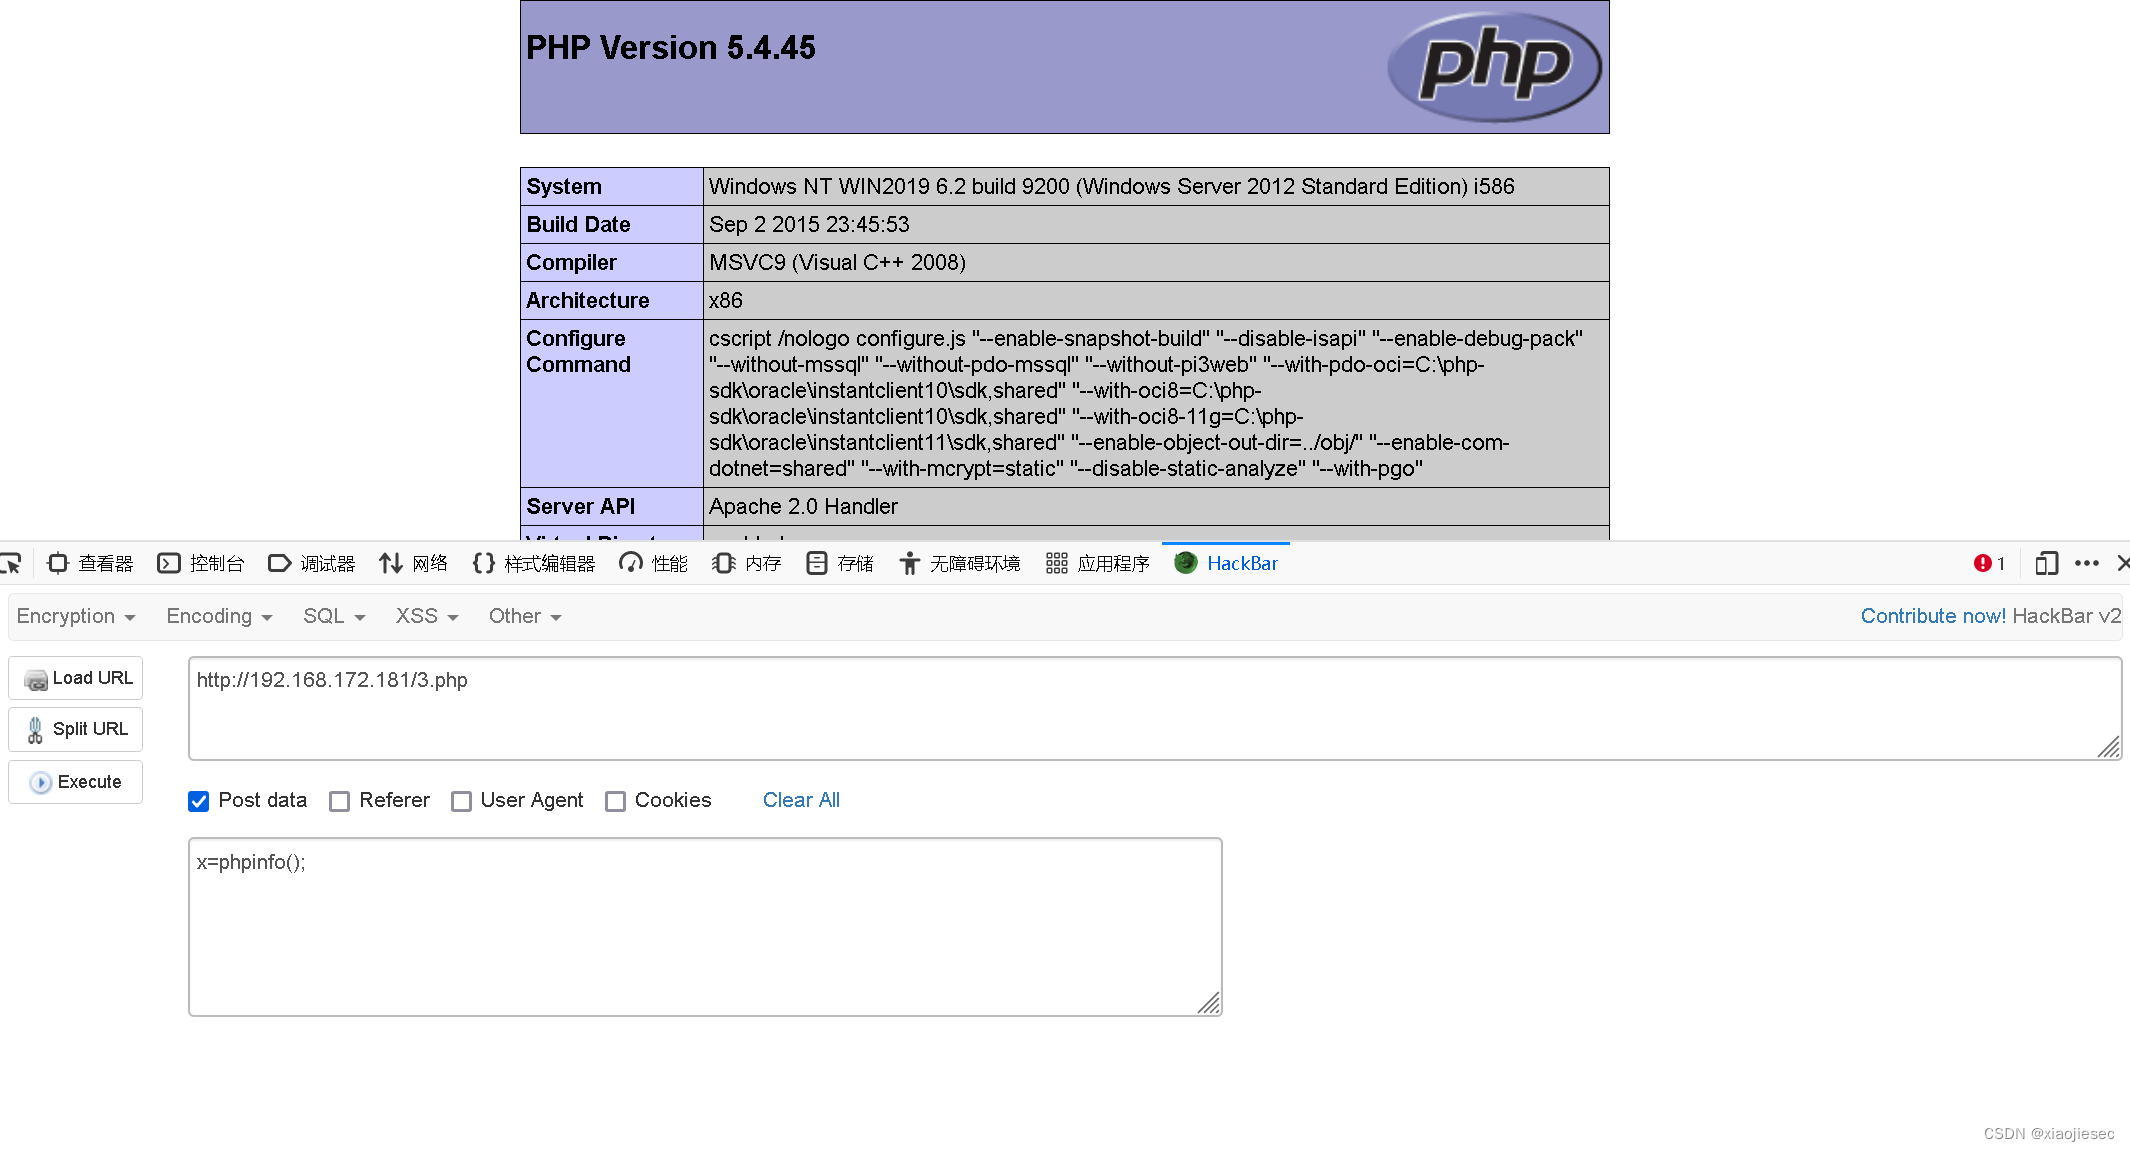 PHP Version 5.4.45
php
System Windows NT WIN2019 6.2 build 9200 (Windows Server 2012 Standard Edition) i586
Build Date Sep 2 2015 23:45:53
Compiler MSVC9 (Visual C++ 2008)
Architecture x86
Configure Command cscript /nologo configure.js "--enable-snapshot-build" "--disable-isapi" "--enable-debug-pack"
"--without-mssql" "--without-pdo-mssql" "--without-pi3web" "--with-pdo-oci=C:\php-
sdk\oracle\instantclient10\sdk,shared" "--with-oci8=C:\php-
sdk\oracle\instantclient10\sdk,shared" "--with-oci8-11g=C:\php-
sdk\oracle\instantclient11\sdk,shared" "--enable-object-out-dir=../obj/" "--enable-com-
dotnet=shared" "--with-mcrypt=static" "--disable-static-analyze" "--with-pgo"
Server API Apache 2.0 Handler
查看器 控制台 调试器 网络 样式编辑器 性能 内存 存储 无障碍环境 应用程序 HackBar 1
Encryption Encoding SQL XSS Other Contribute now! HackBar v2
Load URL http://192.168.172.181/3.php
Split URL
Execute
Post data Referer User Agent Cookies Clear All
x=phpinfo();
CSDN @xiaojiesec